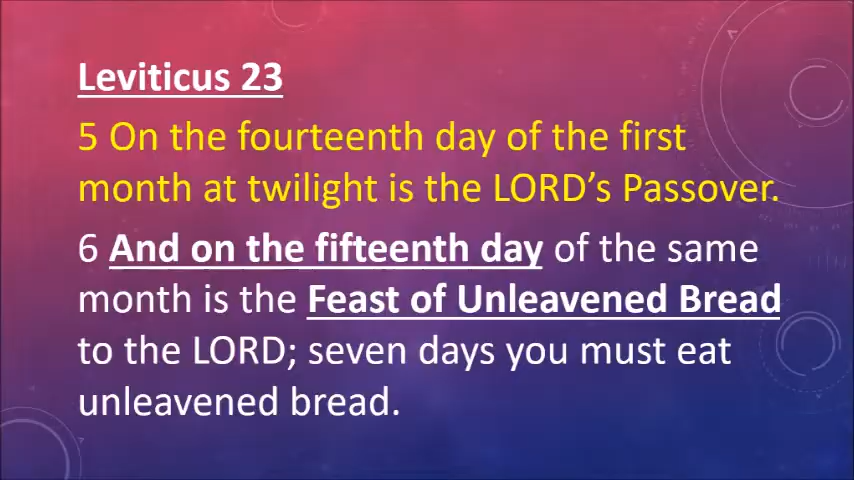 Leviticus 23
5 On the fourteenth day of the first
month at twilight is the LORD’s Passover.
6 And on the fifteenth day of the same
month is the Feast of Unleavened Bread
to the LORD; seven days you must eat
unleavened bread.